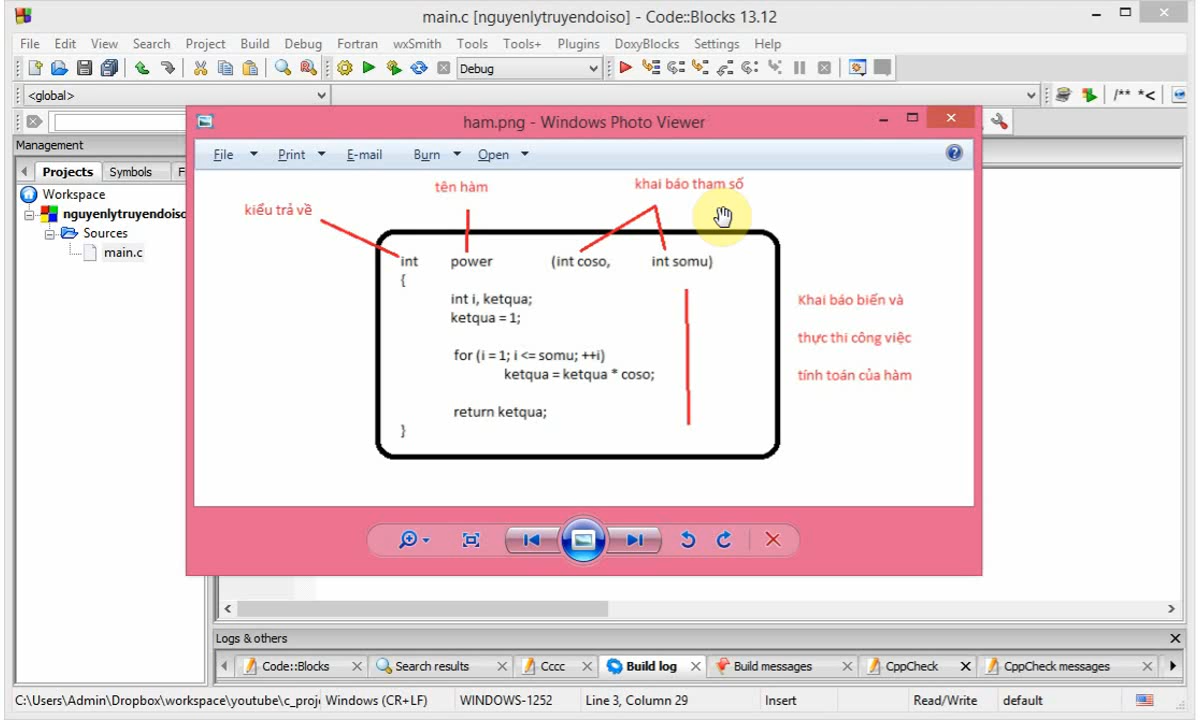 main.c [nguyenlytruyendoiso] - Code::Blocks 13.12
File Edit View Search Project Build Debug Fortran wxSmith Tools Tools+ Plugins DoxyBlocks Settings Help
Debug
<global>
/** *<
ham.png - Windows Photo Viewer
Management
File Print E-mail Burn Open
Projects Symbols F
Workspace
nguyenlytruyendoiso
Sources
main.c
tên hàm
khai báo tham số
kiểu trả về
int power (int coso, int somu)
{
int i, ketqua;
ketqua = 1;
for (i = 1; i <= somu; ++i)
ketqua = ketqua * coso;
return ketqua;
}
Khai báo biến và
thực thi công việc
tính toán của hàm
Logs & others
Code::Blocks Search results Cccc Build log Build messages CppCheck CppCheck messages
C:\Users\Admin\Dropbox\workspace\youtube\c_proj Windows (CR+LF) WINDOWS-1252 Line 3, Column 29 Insert Read/Write default